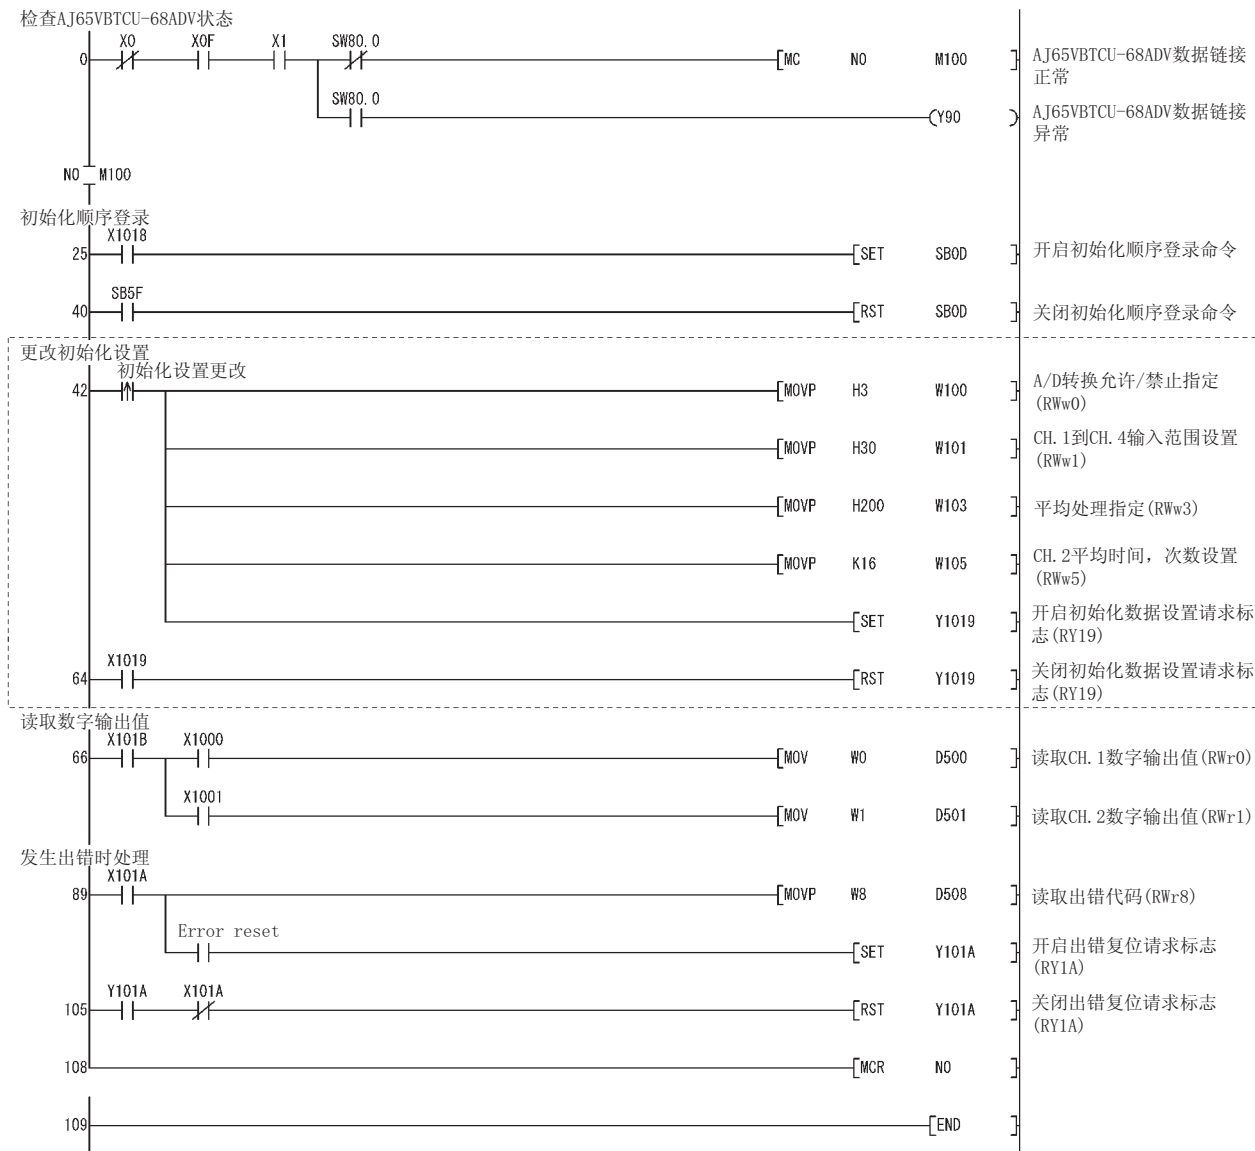 检查AJ65VBTCU-68ADV状态
X0 X0F X1 SW80.0
0 MC N0 M100 AJ65VBTCU-68ADV数据链接
正常
SW80.0
Y90 AJ65VBTCU-68ADV数据链接
异常
N0 M100
初始化顺序登录
X1018
25 SET SB0D 开启初始化顺序登录命令
SB5F
40 RST SB0D 关闭初始化顺序登录命令
更改初始化设置
初始化设置更改
42 MOVP H3 W100 A/D转换允许/禁止指定
(RWw0)
MOVP H30 W101 CH.1到CH.4输入范围设置
(RWw1)
MOVP H200 W103 平均处理指定(RWw3)
MOVP K16 W105 CH.2平均时间，次数设置
(RWw5)
SET Y1019 开启初始化数据设置请求标
志(RY19)
X1019
64 RST Y1019 关闭初始化数据设置请求标
志(RY19)
读取数字输出值
X101B X1000
66 MOV W0 D500 读取CH.1数字输出值(RWr0)
X1001
MOV W1 D501 读取CH.2数字输出值(RWr1)
发生出错时处理
X101A
89 MOVP W8 D508 读取出错代码(RWr8)
Error reset
SET Y101A 开启出错复位请求标志
(RY1A)
Y101A X101A
105 RST Y101A 关闭出错复位请求标志
(RY1A)
108 MCR N0
109 END